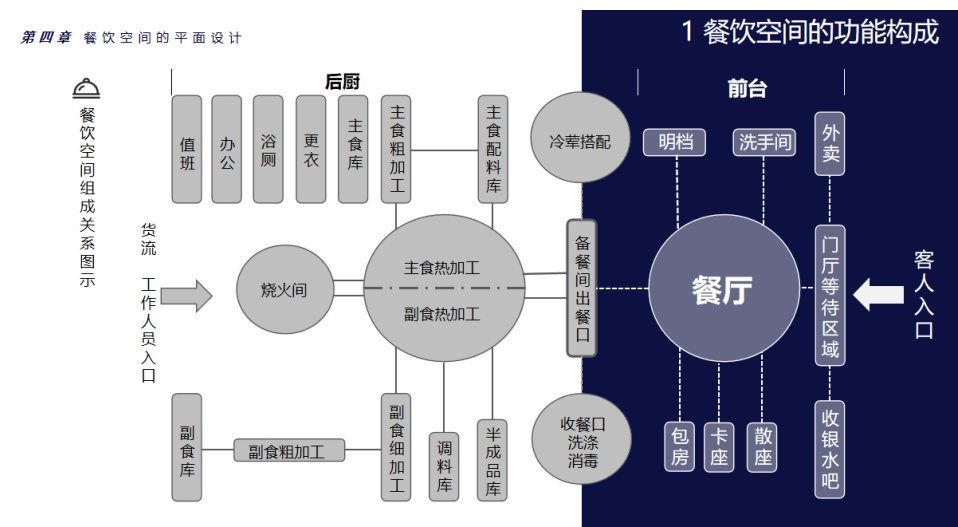 第四章 餐饮空间的平面设计
1 餐饮空间的功能构成
餐饮空间组成关系图示
后厨
前台
值班
办公
浴厕
更衣
主食库
主食粗加工
主食配料库
冷荤搭配
明档
洗手间
外卖
货流 工作人员入口
烧火间
主食热加工
副食热加工
备餐间出餐口
餐厅
门厅等待区域
客人入口
副食库
副食粗加工
副食细加工
调料库
半成品库
收餐口
洗涤
消毒
包房
卡座
散座
收银水吧